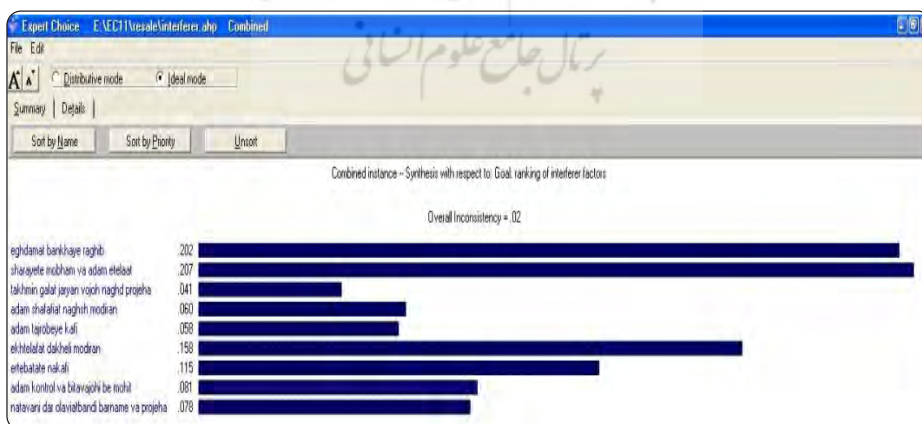 Expert Choice E:\EC11\resale\interferer.ahp Combined
File Edit
Distributive mode Ideal mode
Summary Details
Sort by Name Sort by Priority Unsort
پرتال جامع علوم انسانی
Combined instance -- Synthesis with respect to: Goal: ranking of interferer factors
Overall Inconsistency = .02
eghdamat bankhaye raghib .202
sharayete mobham va adam etelaat .207
takhmin galat jaryan vojoh naghd projeha .041
adam shafafiat naghsh modiran .060
adam tajrobeye kafi .058
ekhtelafat dakheli modiran .158
ertebatate nakafi .115
adam kontrol va bitavajohi be mohit .081
natavani dar olaviatbandi barname va projeha .078